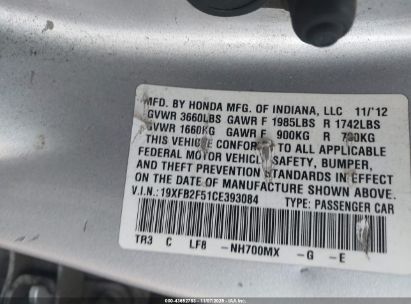 MFD. BY HONDA MFG. OF INDIANA, LLC 11/'12
GVWR 3660LBS GAWR F 1985LBS R 1742LBS
GVWR 1660KG GAWR F 900KG R 790KG
THIS VEHICLE CONFORMS TO ALL APPLICABLE
FEDERAL MOTOR VEHICLE SAFETY, BUMPER,
AND THEFT PREVENTION STANDARDS IN EFFECT
ON THE DATE OF MANUFACTURE SHOWN ABOVE.
V.I.N.: 19XFB2F51CE393084 TYPE: PASSENGER CAR
TR3 C LF8 -NH700MX -G -E